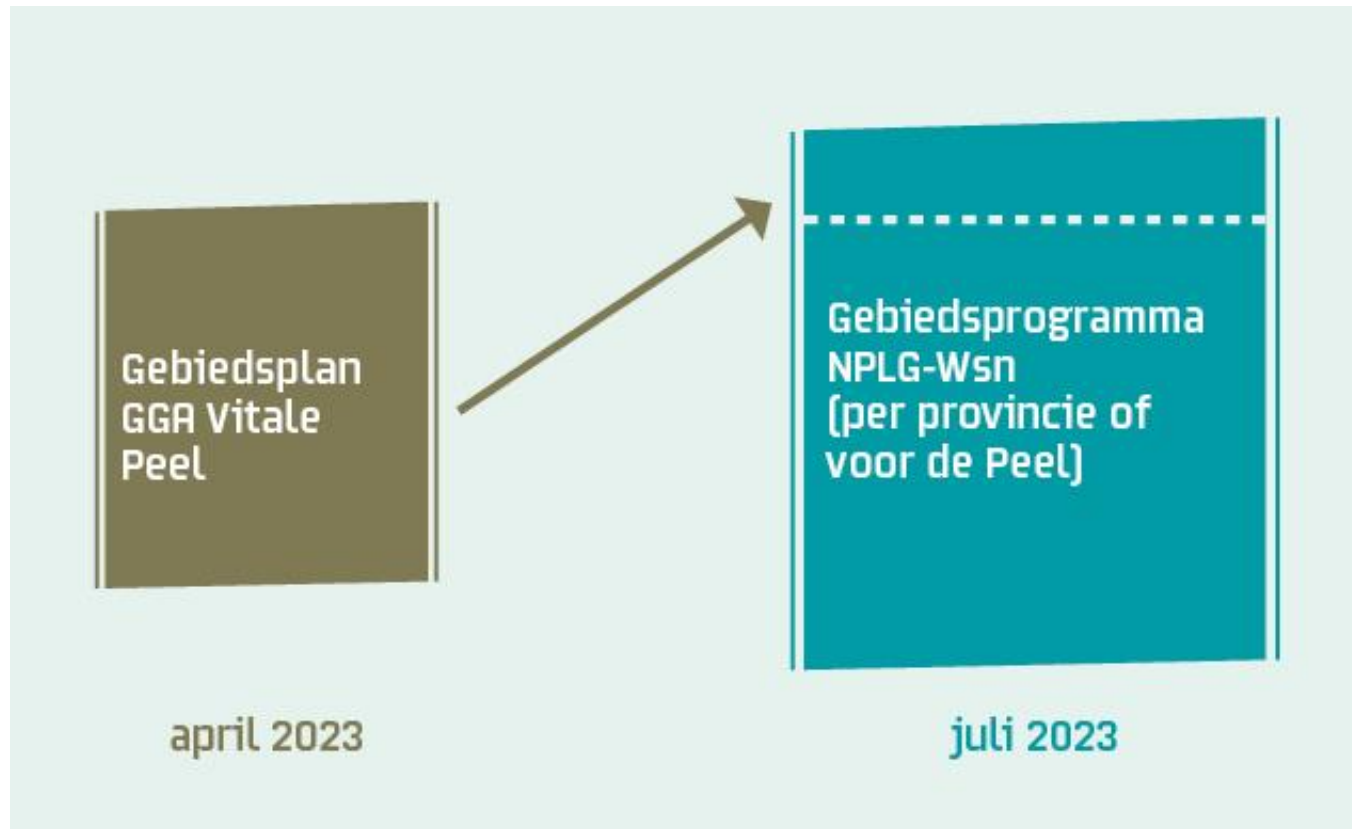 Gebiedsplan
GGA Vitale
Peel
april 2023
Gebiedsprogramma
NPLG-Wsn
(per provincie of
voor de Peel)
juli 2023